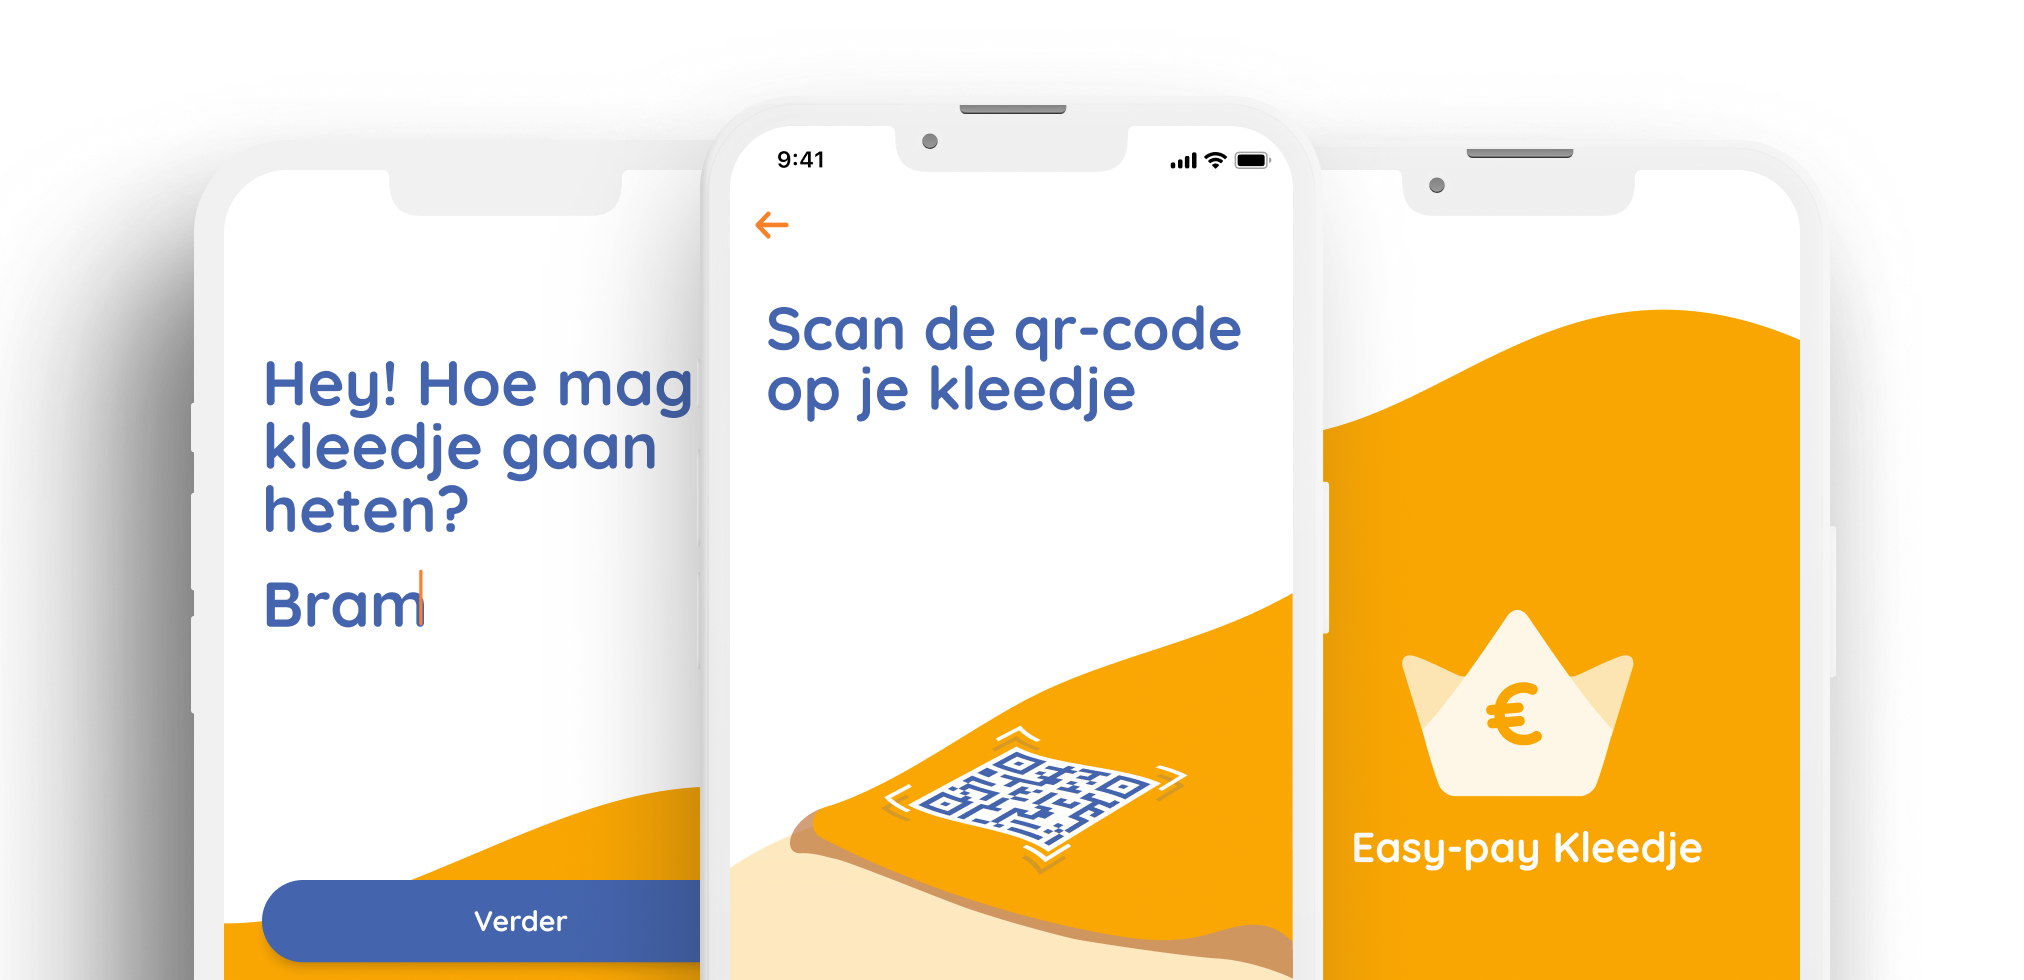 Hey! Hoe mag
kleedje gaan
heten?
Bram
Verder
9:41
Scan de qr-code
op je kleedje
€
Easy-pay Kleedje